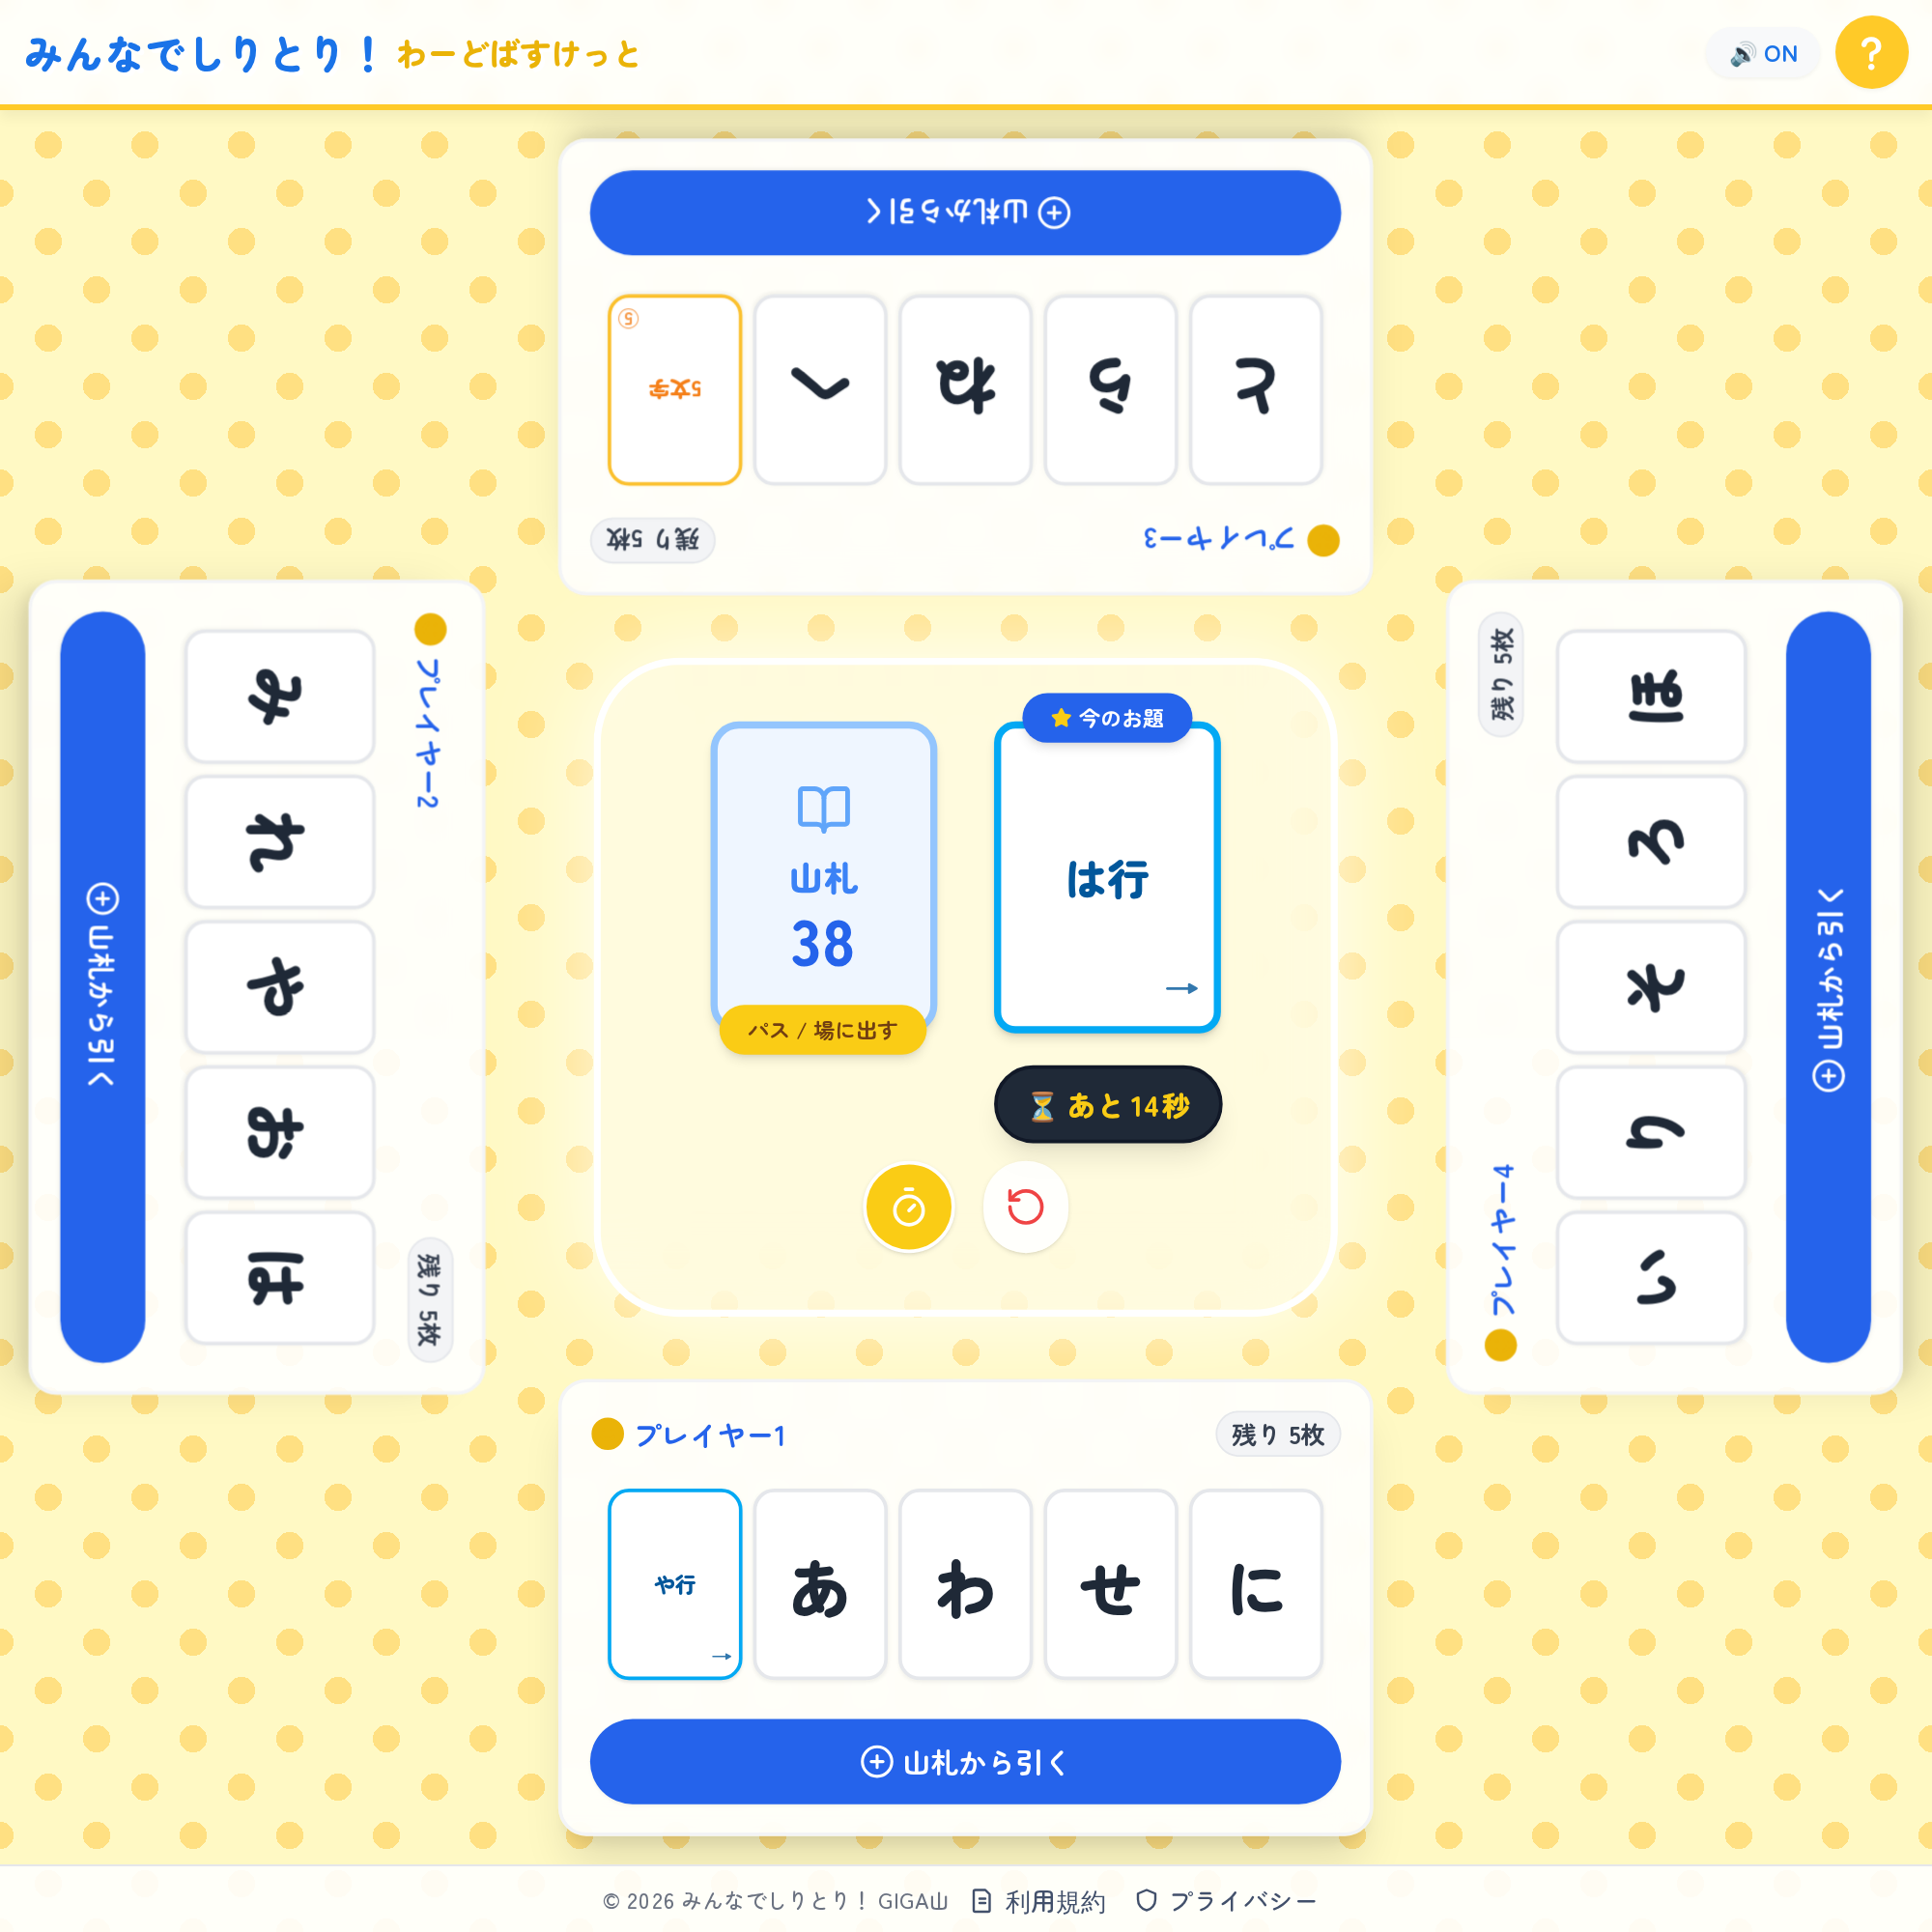 みんなでしりとり！ わーどばすけっと
🔊 ON
?
山札から引く
5
5文字
へ
ね
ら
と
残り 5枚
プレイヤー3
プレイヤー2
残り 5枚
み
れ
や
お
は
山札から引く
山札
38
パス / 場に出す
⭐ 今のお題
は行
→
⏳ あと14秒
プレイヤー4
残り 5枚
ほ
ろ
そ
り
い
山札から引く
プレイヤー1
残り 5枚
や行
→
あ
わ
せ
に
山札から引く
© 2026 みんなでしりとり！ GIGA山 利用規約 プライバシー